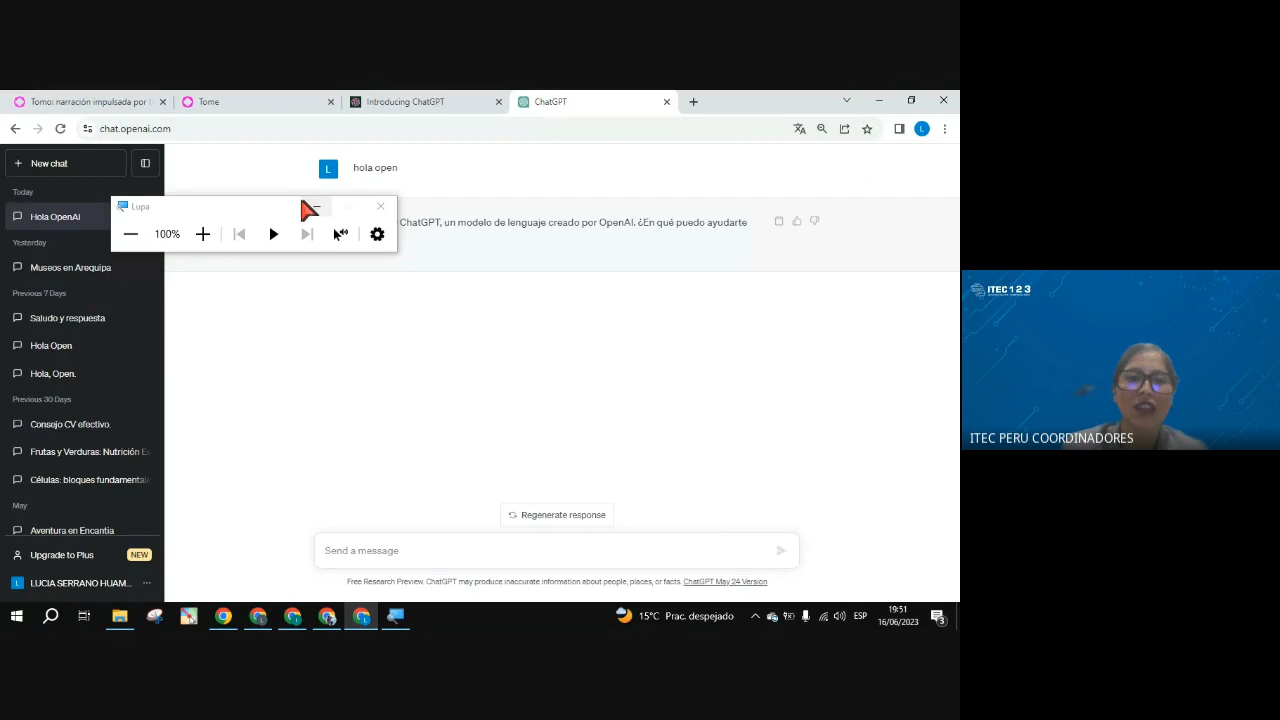 Tomo: narración impulsada por
Tome
Introducing ChatGPT
ChatGPT
chat.openai.com
New chat
Today
Hola OpenAI
Yesterday
Museos en Arequipa
Previous 7 Days
Saludo y respuesta
Hola Open
Hola, Open.
Previous 30 Days
Consejo CV efectivo.
Frutas y Verduras: Nutrición E
Células: bloques fundamental
May
Aventura en Encantia
Upgrade to Plus NEW
L LUCIA SERRANO HUAM...
Lupa
100%
L hola open
ChatGPT, un modelo de lenguaje creado por OpenAI. ¿En qué puedo ayudarte
Regenerate response
Send a message
Free Research Preview. ChatGPT may produce inaccurate information about people, places, or facts. ChatGPT May 24 Version
15°C Prac. despejado
ESP
19:51
16/06/2023
3
ITEC 1 2 3
ITEC PERU COORDINADORES